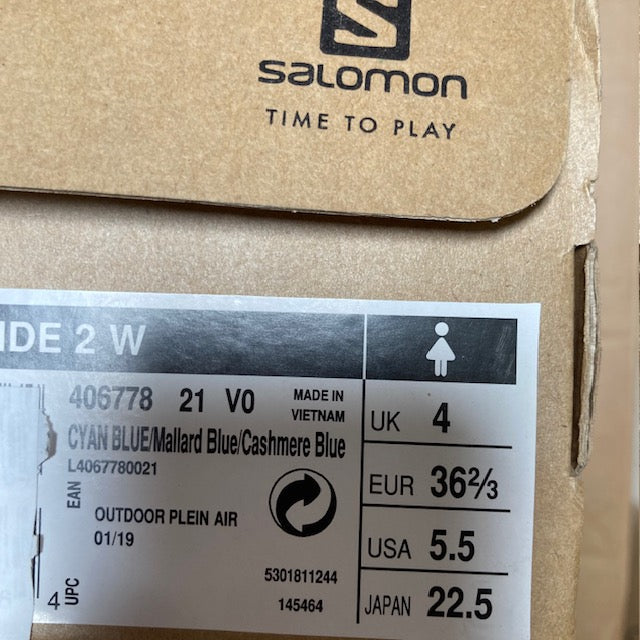 SALOMON
TIME TO PLAY
IDE 2 W
406778 21 V0
MADE IN
VIETNAM
CYAN BLUE/Mallard Blue/Cashmere Blue
L4067780021
EAN
OUTDOOR PLEIN AIR
01/19
5301811244
145464
4
UPC
UK 4
EUR 36⅔
USA 5.5
JAPAN 22.5